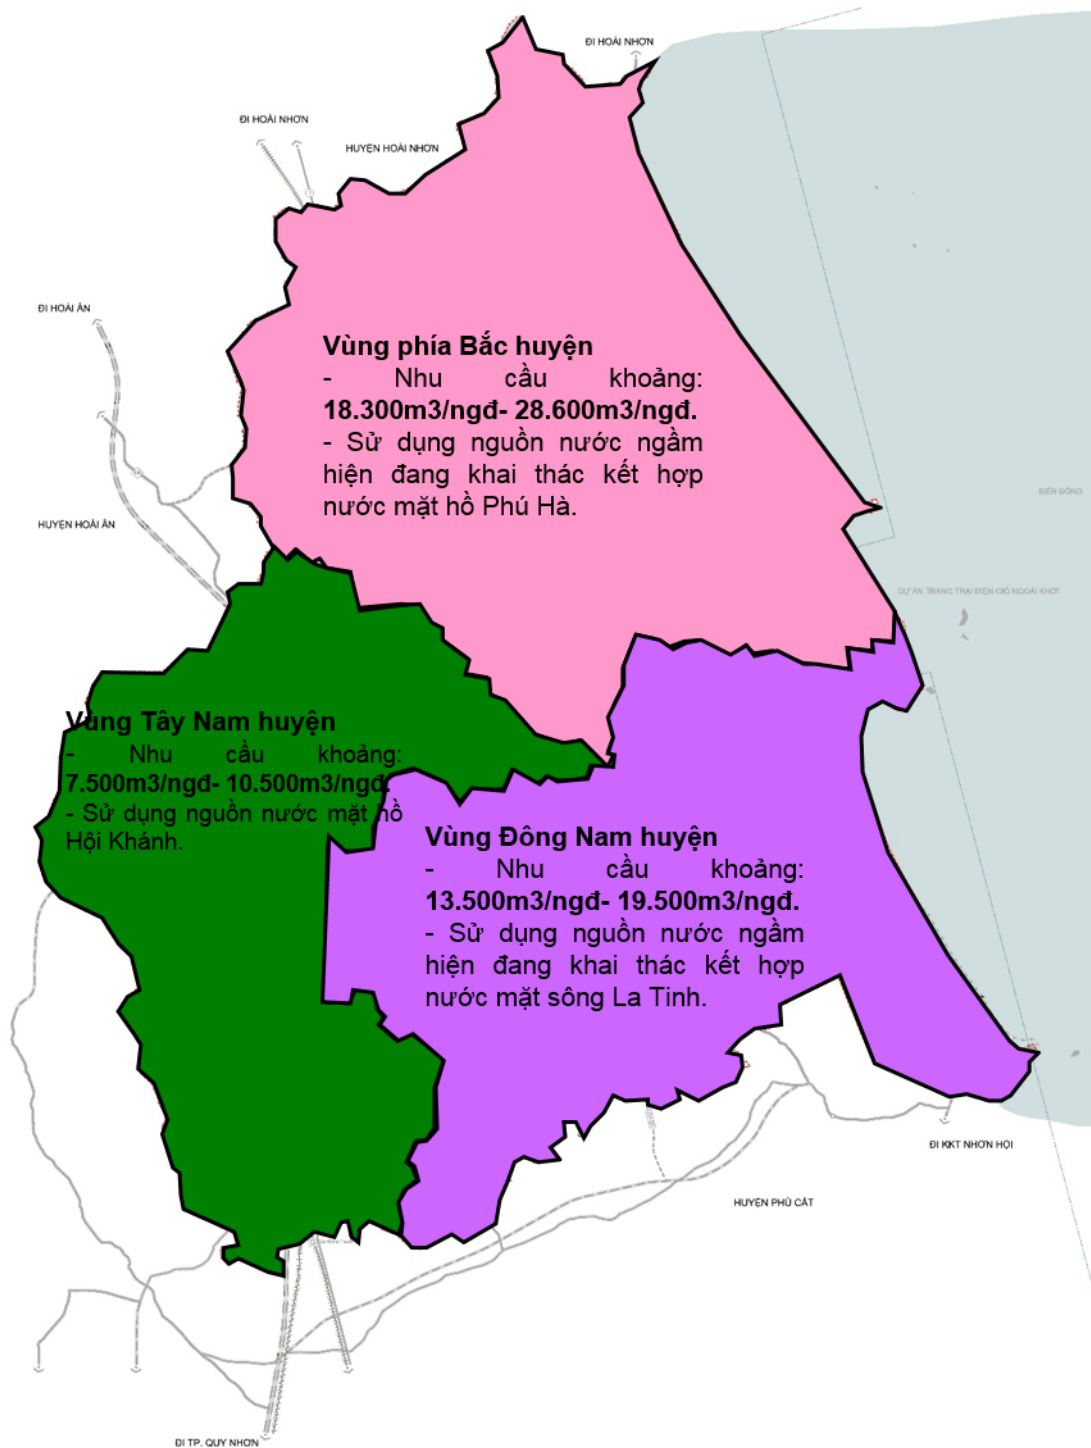 ĐI HOÀI NHƠN
ĐI HOÀI NHƠN
HUYỆN HOÀI NHƠN
ĐI HOÀI ÂN
Vùng phía Bắc huyện
- Nhu cầu khoảng:
18.300m3/ngđ- 28.600m3/ngđ.
- Sử dụng nguồn nước ngầm
hiện đang khai thác kết hợp
nước mặt hồ Phú Hà.
BIỂN ĐÔNG
HUYỆN HOÀI ÂN
DỰ ÁN TRANG TRẠI ĐIỆN GIÓ NGOÀI KHƠI
Vùng Tây Nam huyện
- Nhu cầu khoảng:
7.500m3/ngđ- 10.500m3/ngđ.
- Sử dụng nguồn nước mặt hồ
Hội Khánh.
Vùng Đông Nam huyện
- Nhu cầu khoảng:
13.500m3/ngđ- 19.500m3/ngđ.
- Sử dụng nguồn nước ngầm
hiện đang khai thác kết hợp
nước mặt sông La Tinh.
ĐI KKT NHƠN HỘI
HUYỆN PHÙ CÁT
ĐI TP. QUY NHƠN